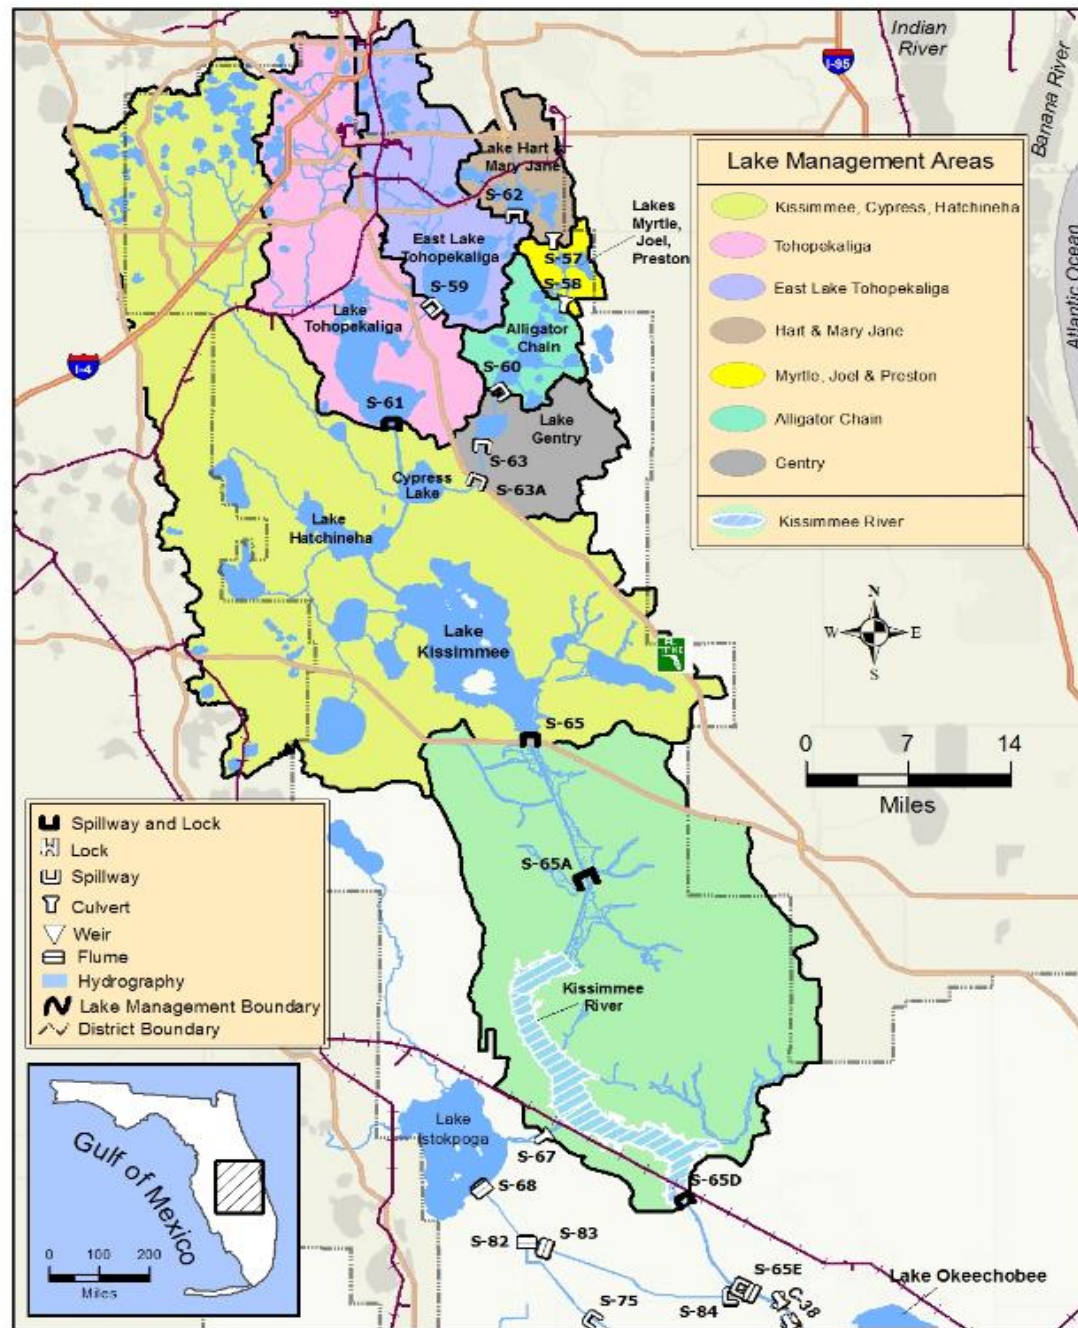 Indian
River
I-95
Banana River
Atlantic Ocean
Lake Management Areas
Kissimmee, Cypress, Hatchineha
Tohopekaliga
East Lake Tohopekaliga
Hart & Mary Jane
Myrtle, Joel & Preston
Alligator Chain
Gentry
Kissimmee River
Lake Hart &
Mary Jane
S-62
Lakes
Myrtle,
Joel,
Preston
East Lake
Tohopekaliga
S-57
S-58
S-59
Lake
Tohopekaliga
Alligator
Chain
S-60
I-4
S-61
Lake
Gentry
S-63
S-63A
Cypress
Lake
Lake
Hatchineha
Lake
Kissimmee
N
W
E
S
S-65
0 7 14
Miles
Spillway and Lock
Lock
Spillway
Culvert
Weir
Flume
Hydrography
Lake Management Boundary
District Boundary
S-65A
Kissimmee
River
Lake
Istokpoga
S-67
S-68
S-65D
S-82
S-83
S-65E
S-84
C-38
S-75
Lake Okeechobee
Gulf of Mexico
0 100 200
Miles